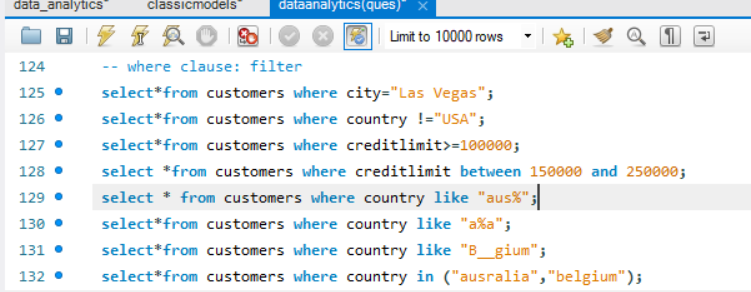 data_analytics* classicmodels* dataanalytics(ques)* ×
Limit to 10000 rows
124 -- where clause: filter
125 select*from customers where city="Las Vegas";
126 select*from customers where country !="USA";
127 select*from customers where creditlimit>=100000;
128 select *from customers where creditlimit between 150000 and 250000;
129 select * from customers where country like "aus%";
130 select*from customers where country like "a%a";
131 select*from customers where country like "B__gium";
132 select*from customers where country in ("ausralia","belgium");